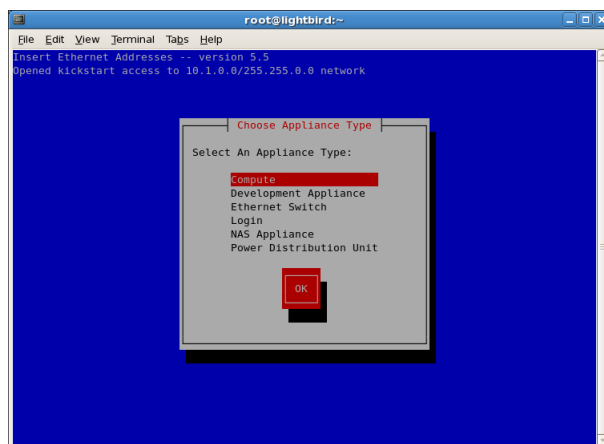 root@lightbird:~
File Edit View Terminal Tabs Help
Insert Ethernet Addresses -- version 5.5
Opened kickstart access to 10.1.0.0/255.255.0.0 network
Choose Appliance Type
Select An Appliance Type:
Compute
Development Appliance
Ethernet Switch
Login
NAS Appliance
Power Distribution Unit
OK